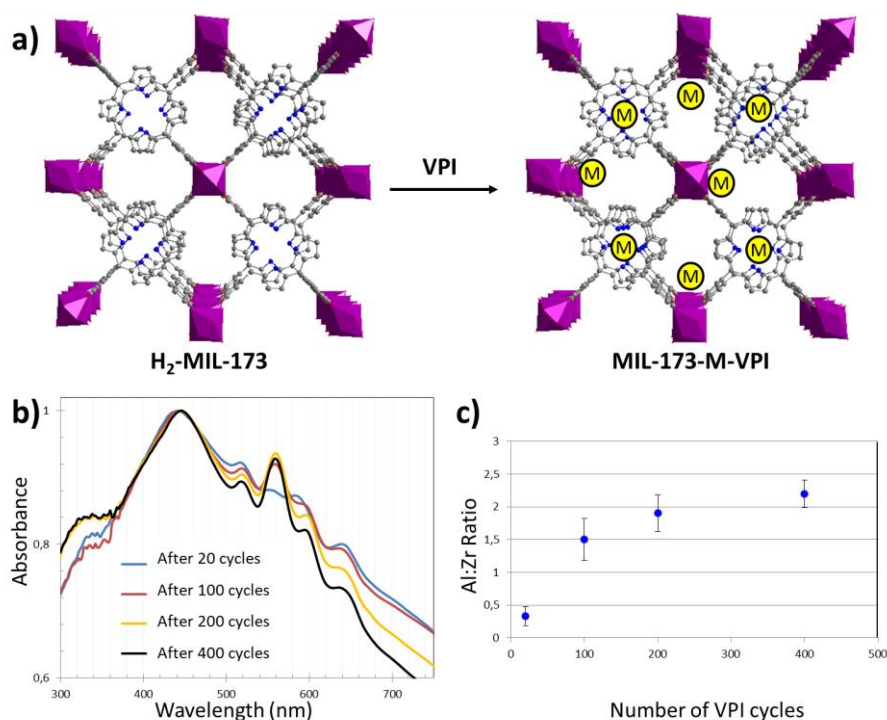 a)
VPI
M
M
M
M
M
M
M
M
H₂-MIL-173
MIL-173-M-VPI
b)
Absorbance
1
0,8
0,6
After 20 cycles
After 100 cycles
After 200 cycles
After 400 cycles
300 400 500 600 700
Wavelength (nm)
c)
Al:Zr Ratio
3
2,5
2
1,5
1
0,5
0
0 100 200 300 400 500
Number of VPI cycles